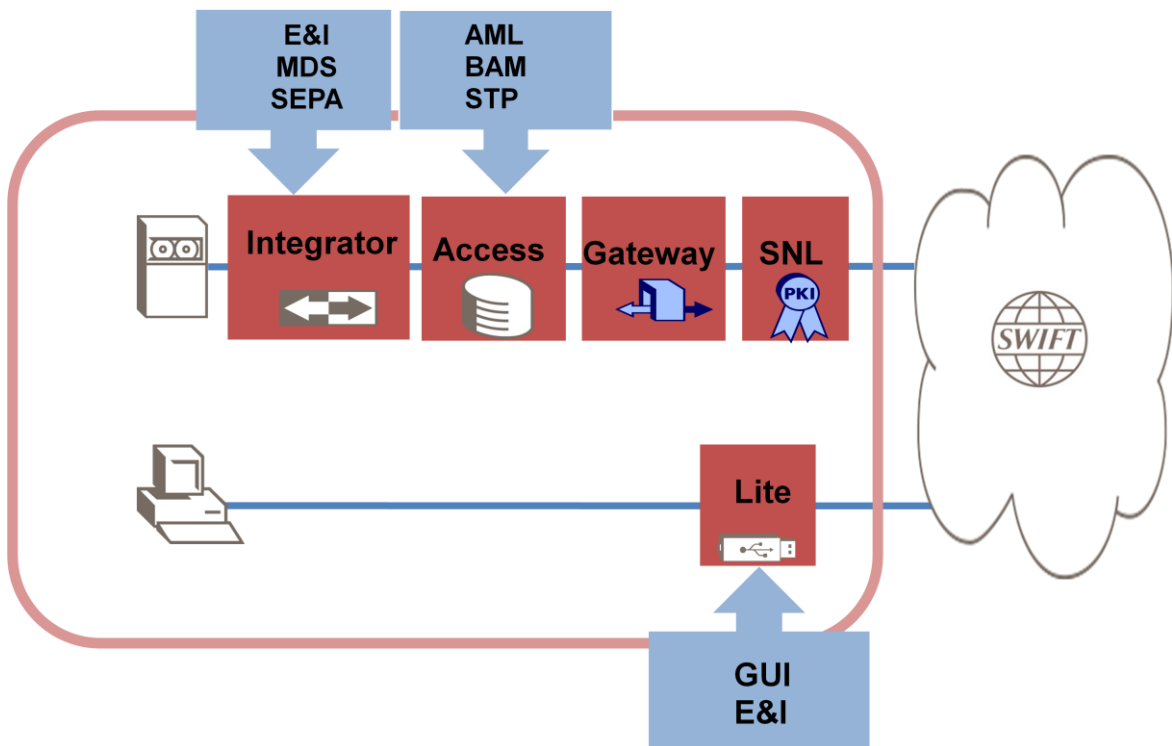 E&I
MDS
SEPA
AML
BAM
STP
Integrator
Access
Gateway
SNL
PKI
SWIFT
Lite
GUI
E&I